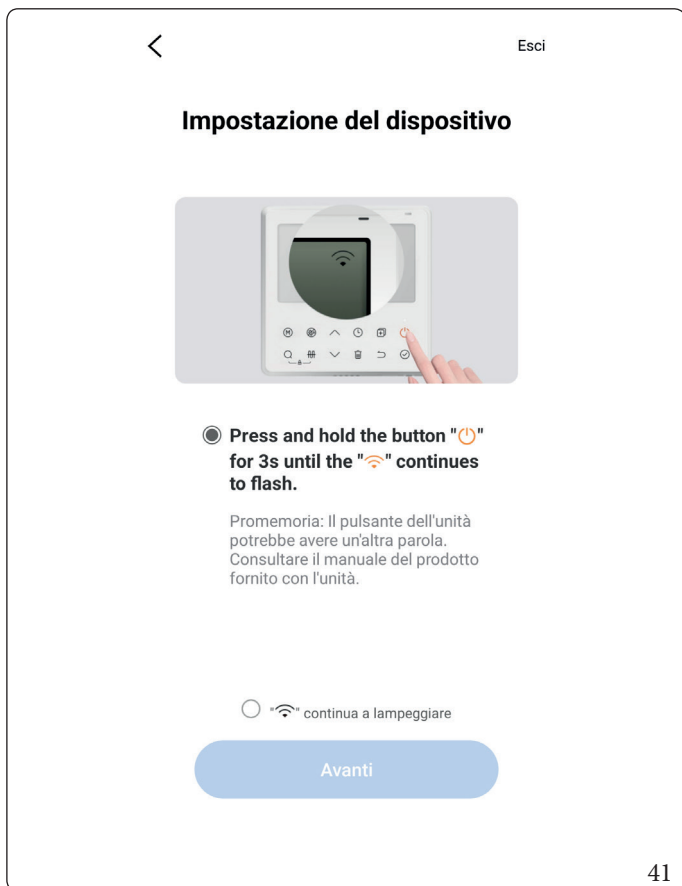 Esci
Impostazione del dispositivo
Press and hold the button "⏻"
for 3s until the "" continues
to flash.
Promemoria: Il pulsante dell'unità
potrebbe avere un'altra parola.
Consultare il manuale del prodotto
fornito con l'unità.
"" continua a lampeggiare
Avanti
41